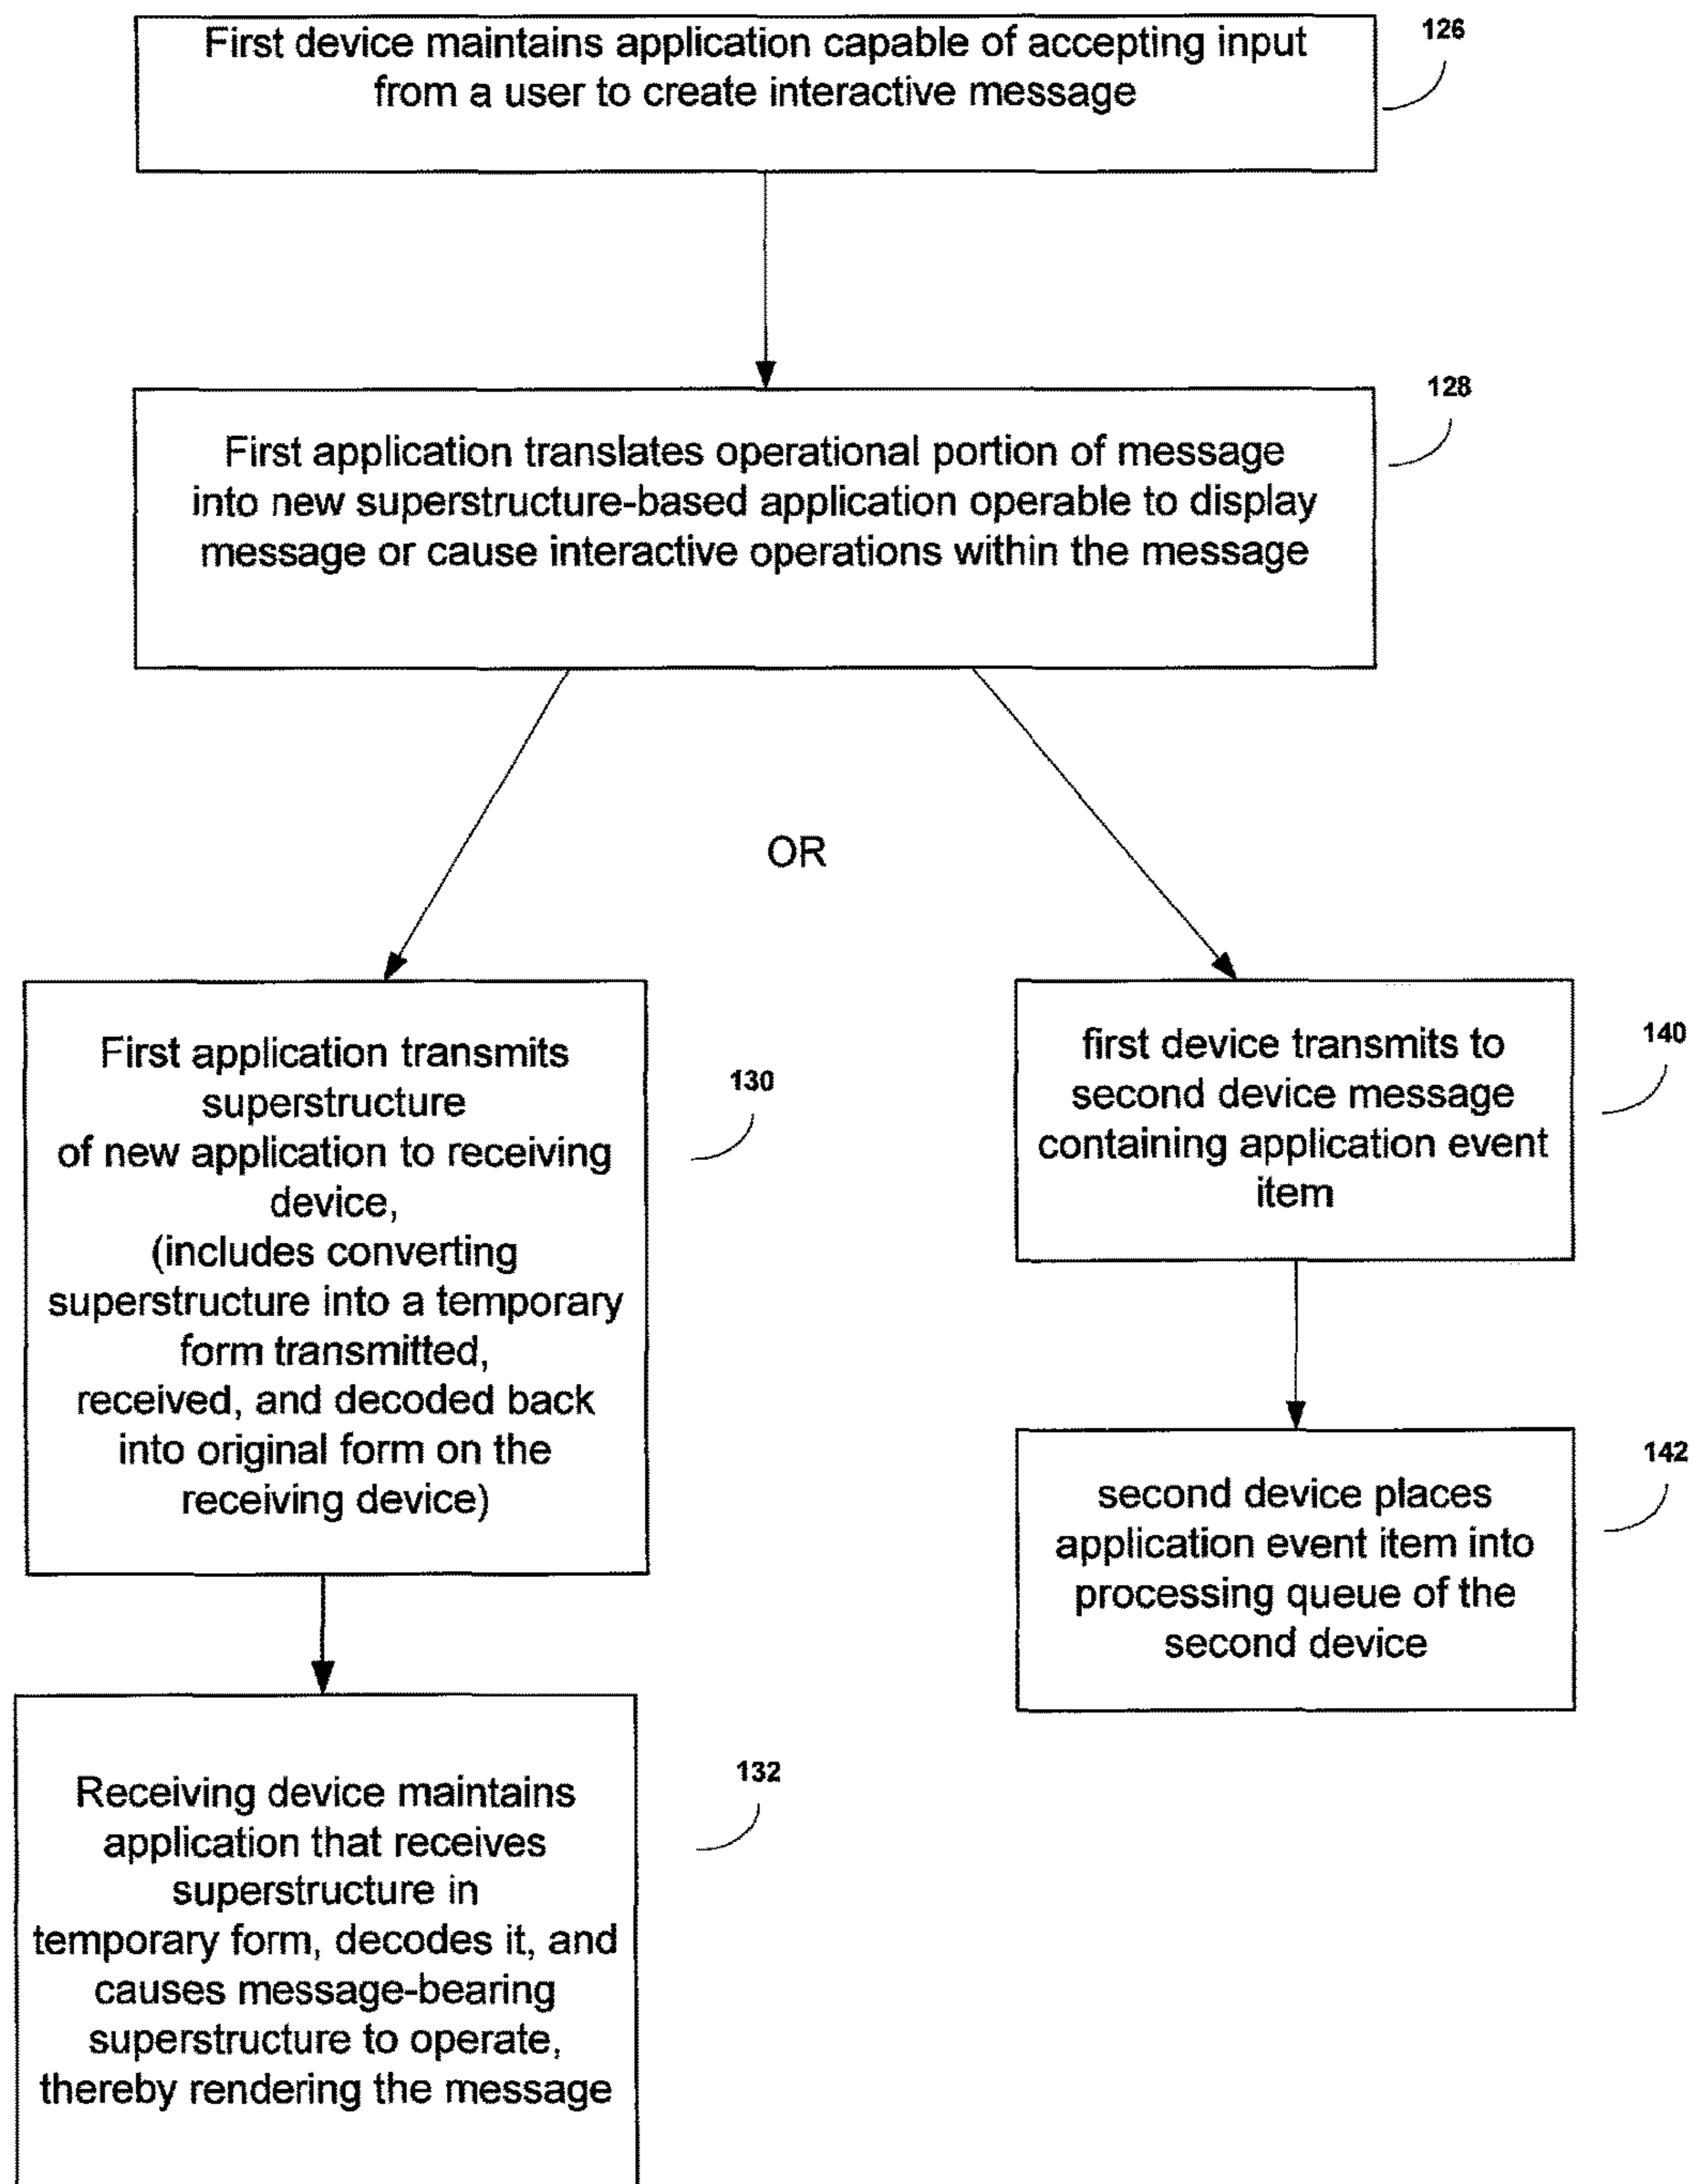 First device maintains application capable of accepting input
from a user to create interactive message
126
First application translates operational portion of message
into new superstructure-based application operable to display
message or cause interactive operations within the message
128
OR
First application transmits
superstructure
of new application to receiving
device,
(includes converting
superstructure into a temporary
form transmitted,
received, and decoded back
into original form on the
receiving device)
130
Receiving device maintains
application that receives
superstructure in
temporary form, decodes it, and
causes message-bearing
superstructure to operate,
thereby rendering the message
132
first device transmits to
second device message
containing application event
item
140
second device places
application event item into
processing queue of the
second device
142